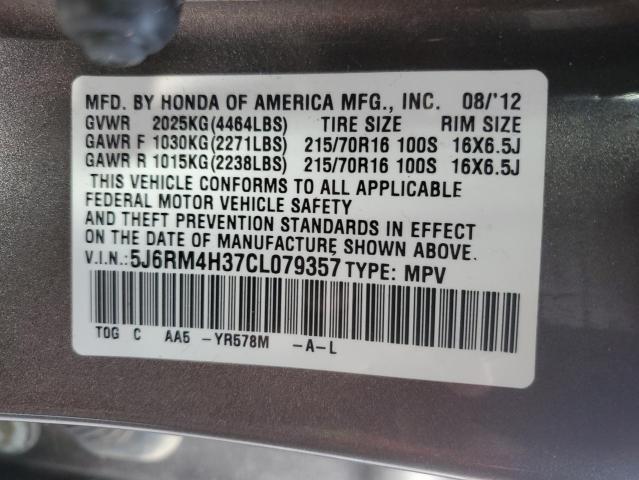 MFD. BY HONDA OF AMERICA MFG., INC. 08/'12
GVWR 2025KG(4464LBS) TIRE SIZE RIM SIZE
GAWR F 1030KG(2271LBS) 215/70R16 100S 16X6.5J
GAWR R 1015KG(2238LBS) 215/70R16 100S 16X6.5J
THIS VEHICLE CONFORMS TO ALL APPLICABLE
FEDERAL MOTOR VEHICLE SAFETY
AND THEFT PREVENTION STANDARDS IN EFFECT
ON THE DATE OF MANUFACTURE SHOWN ABOVE.
V.I.N.: 5J6RM4H37CL079357 TYPE: MPV
TOG C AA5 -YR578M -A-L